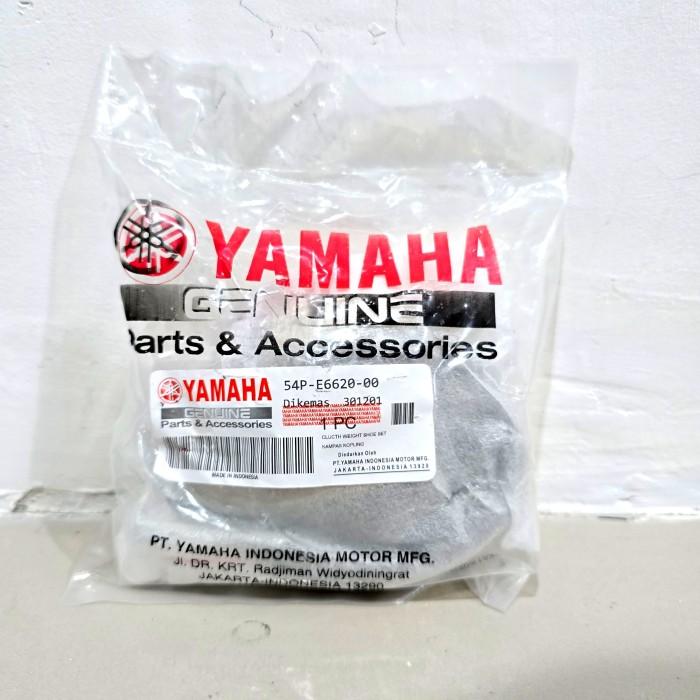 YAMAHA
GENUINE
Parts & Accessories
YAMAHA
GENUINE
Parts & Accessories
54P-E6620-00
Dikemas 301201
1 PC
CLUCTH WEIGHT SHOE SET
KAMPAS KOPLING
Diedarkan Oleh
PT.YAMAHA INDONESIA MOTOR MFG.
JAKARTA-INDONESIA 13920
MADE IN INDONESIA
PT. YAMAHA INDONESIA MOTOR MFG.
Jl. DR. KRT. Radjiman Widyodiningrat
JAKARTA-INDONESIA 13290